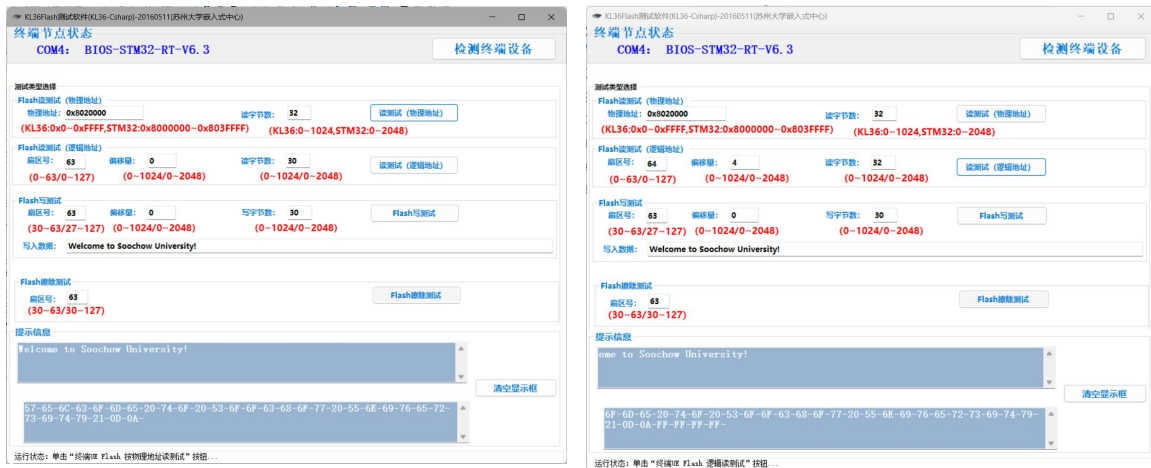 KL36Flash测试软件(KL36-Csharp)-20160511(苏州大学嵌入式中心)
终端节点状态
COM4: BIOS-STM32-RT-V6.3
检测终端设备
测试类型选择
Flash读测试 (物理地址)
物理地址: 0x8020000 读字节数: 32 读测试 (物理地址)
(KL36:0x0~0xFFFF,STM32:0x8000000~0x803FFFF) (KL36:0~1024,STM32:0~2048)
Flash读测试 (逻辑地址)
扇区号: 63 偏移量: 0 读字节数: 30 读测试 (逻辑地址)
(0~63/0~127) (0~1024/0~2048) (0~1024/0~2048)
Flash写测试
扇区号: 63 偏移量: 0 写字节数: 30 Flash写测试
(30~63/27~127) (0~1024/0~2048) (0~1024/0~2048)
写入数据: Welcome to Soochow University!
Flash擦除测试
扇区号: 63 Flash擦除测试
(30~63/30~127)
提示信息
Welcome to Soochow University!
清空显示框
57-65-6C-63-6F-6D-65-20-74-6F-20-53-6F-6F-63-68-6F-77-20-55-6E-69-76-65-72-
73-69-74-79-21-0D-0A-
运行状态: 单击“终端UE Flash 按物理地址读测试”按钮...
KL36Flash测试软件(KL36-Csharp)-20160511(苏州大学嵌入式中心)
终端节点状态
COM4: BIOS-STM32-RT-V6.3
检测终端设备
测试类型选择
Flash读测试 (物理地址)
物理地址: 0x8020000 读字节数: 32 读测试 (物理地址)
(KL36:0x0~0xFFFF,STM32:0x8000000~0x803FFFF) (KL36:0~1024,STM32:0~2048)
Flash读测试 (逻辑地址)
扇区号: 64 偏移量: 4 读字节数: 32 读测试 (逻辑地址)
(0~63/0~127) (0~1024/0~2048) (0~1024/0~2048)
Flash写测试
扇区号: 63 偏移量: 0 写字节数: 30 Flash写测试
(30~63/27~127) (0~1024/0~2048) (0~1024/0~2048)
写入数据: Welcome to Soochow University!
Flash擦除测试
扇区号: 63 Flash擦除测试
(30~63/30~127)
提示信息
ome to Soochow University!
清空显示框
6F-6D-65-20-74-6F-20-53-6F-6F-63-68-6F-77-20-55-6E-69-76-65-72-73-69-74-79-
21-0D-0A-FF-FF-FF-FF-
运行状态: 单击“终端UE Flash 逻辑读测试”按钮...